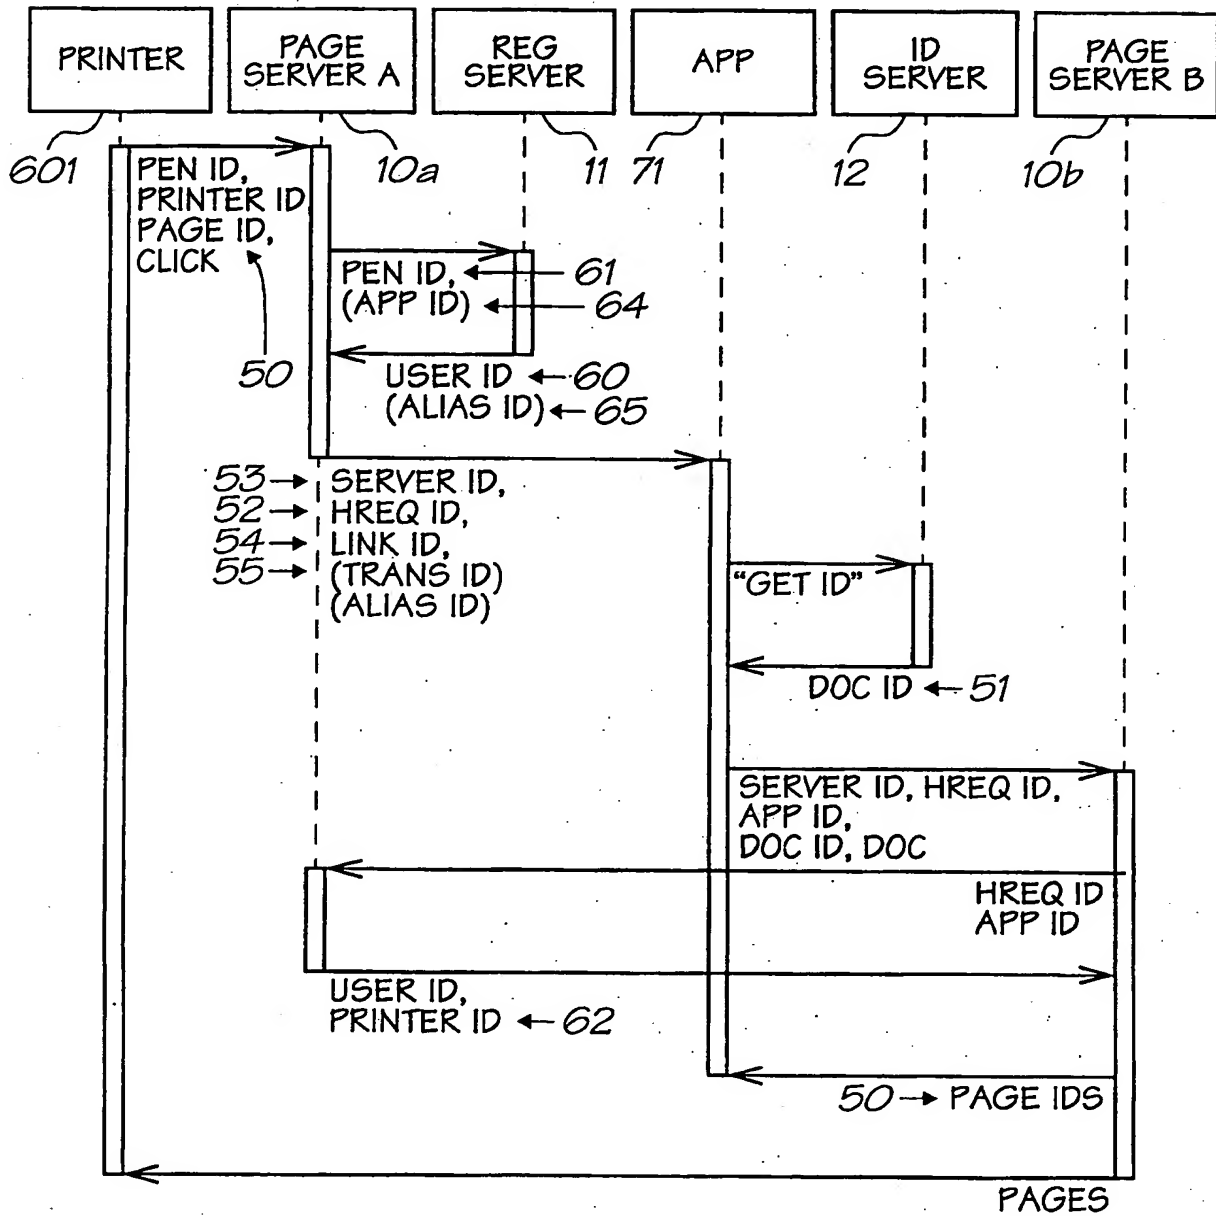 PRINTER
PAGE
SERVER A
REG
SERVER
APP
ID
SERVER
PAGE
SERVER B
601
10a
11
71
12
10b
PEN ID,
PRINTER ID
PAGE ID,
CLICK
50
PEN ID,
61
(APP ID)
64
USER ID
60
(ALIAS ID)
65
53
SERVER ID,
52
HREQ ID,
54
LINK ID,
55
(TRANS ID)
(ALIAS ID)
"GET ID"
DOC ID
51
SERVER ID, HREQ ID,
APP ID,
DOC ID, DOC
HREQ ID
APP ID
USER ID,
PRINTER ID
62
50
PAGE IDS
PAGES